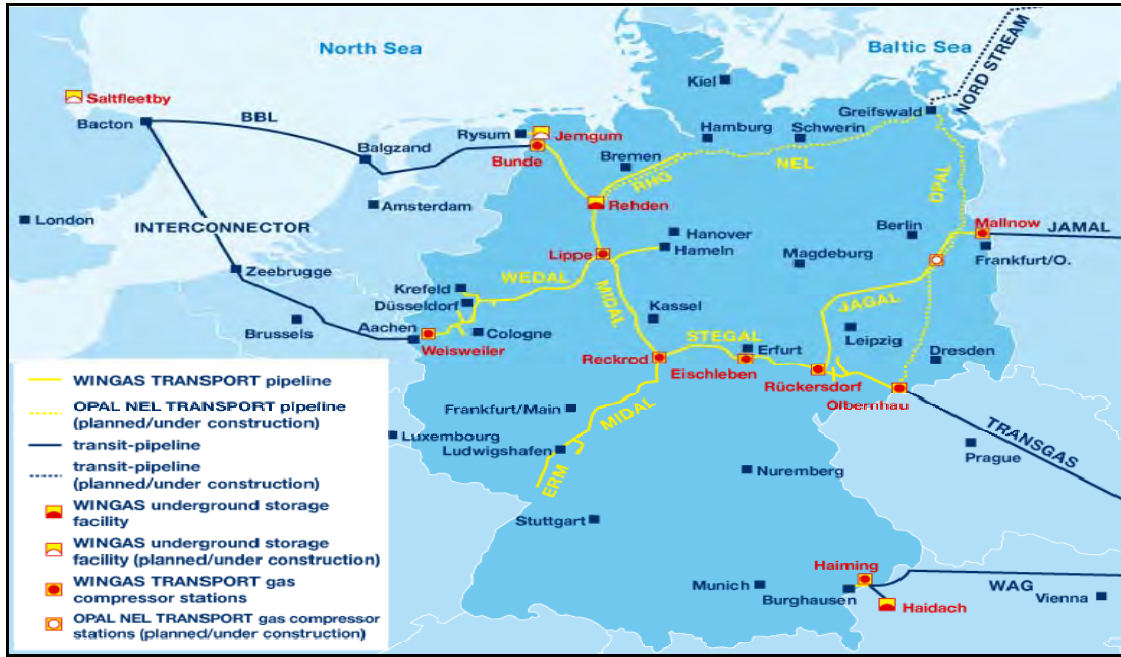 North Sea
Baltic Sea
NORD STREAM
Kiel
Saltfleetby
Bacton
BBL
Balgzand
Rysum
Jemgum
Bunde
Hamburg
Schwerin
Greifswald
Bremen
RHG
NEL
OPAL
Amsterdam
Rehden
London
INTERCONNECTOR
Hanover
Hameln
Lippe
Berlin
Mallnow
JAMAL
Frankfurt/O.
Magdeburg
Zeebrugge
Krefeld
WEDAL
Düsseldorf
MIDAL
Kassel
JAGAL
Brussels
Aachen
Cologne
Weisweiler
STEGAL
Erfurt
Leipzig
Dresden
Reckrod
Eischleben
Rückersdorf
Olbernhau
WINGAS TRANSPORT pipeline
OPAL NEL TRANSPORT pipeline
(planned/under construction)
transit-pipeline
transit-pipeline
(planned/under construction)
WINGAS underground storage
facility
WINGAS underground storage
facility (planned/under construction)
WINGAS TRANSPORT gas
compressor stations
OPAL NEL TRANSPORT gas compressor
stations (planned/under construction)
Frankfurt/Main
MIDAL
Luxembourg
Ludwigshafen
ERM
TRANSGAS
Prague
Nuremberg
Stuttgart
Haiming
Munich
Burghausen
WAG
Haidach
Vienna